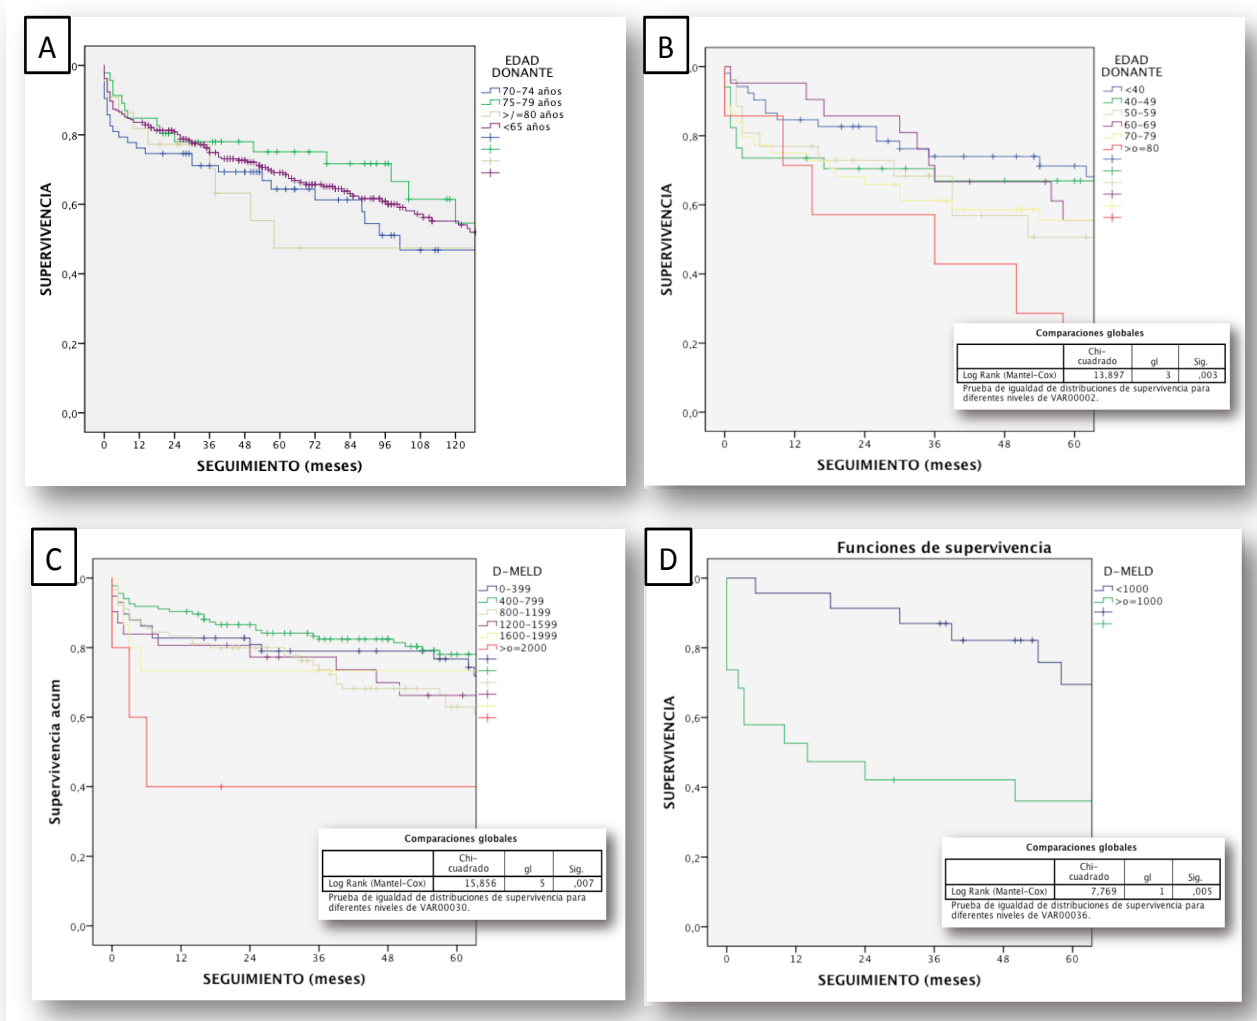 A
EDAD
DONANTE
70-74 años
75-79 años
>/=80 años
<65 años
0
0,8
0,6
0,4
0,2
0,0
SUPERVIVENCIA
0 12 24 36 48 60 72 84 96 108 120
SEGUIMIENTO (meses)
B
EDAD
DONANTE
<40
40-49
50-59
60-69
70-79
>o=80
,0
0,8
0,6
0,4
0,2
0,0
SUPERVIVENCIA
0 12 24 36 48 60
SEGUIMIENTO (meses)
Comparaciones globales
Chi-
cuadrado gl Sig.
Log Rank (Mantel-Cox) 13,897 3 ,003
Prueba de igualdad de distribuciones de supervivencia para
diferentes niveles de VAR00002.
C
D-MELD
0-399
400-799
800-1199
1200-1599
1600-1999
>o=2000
,0
0,8
0,6
0,4
0,2
0,0
Supervivencia acum
0 12 24 36 48 60
SEGUIMIENTO (meses)
Comparaciones globales
Chi-
cuadrado gl Sig.
Log Rank (Mantel-Cox) 15,856 5 ,007
Prueba de igualdad de distribuciones de supervivencia para
diferentes niveles de VAR00030.
D
Funciones de supervivencia
D-MELD
<1000
>o=1000
,0
0,8
0,6
0,4
0,2
0,0
SUPERVIVENCIA
0 12 24 36 48 60
SEGUIMIENTO (meses)
Comparaciones globales
Chi-
cuadrado gl Sig.
Log Rank (Mantel-Cox) 7,769 1 ,005
Prueba de igualdad de distribuciones de supervivencia para
diferentes niveles de VAR00036.